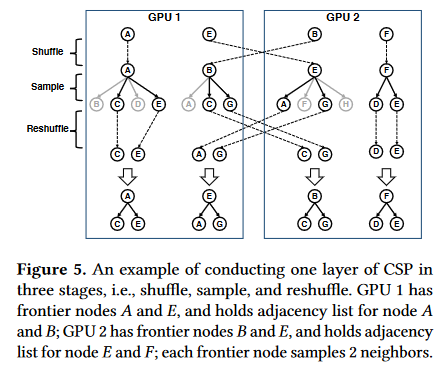 GPU 1 GPU 2
A E B F
Shuffle
A B E F
Sample
B C D E A C G A F G H D E
Reshuffle
C E A G C G D E
A E B F
C E A G C G D E
Figure 5. An example of conducting one layer of CSP in
three stages, i.e., shuffle, sample, and reshuffle. GPU 1 has
frontier nodes A and E, and holds adjacency list for node A
and B; GPU 2 has frontier nodes B and E, and holds adjacency
list for node E and F; each frontier node samples 2 neighbors.